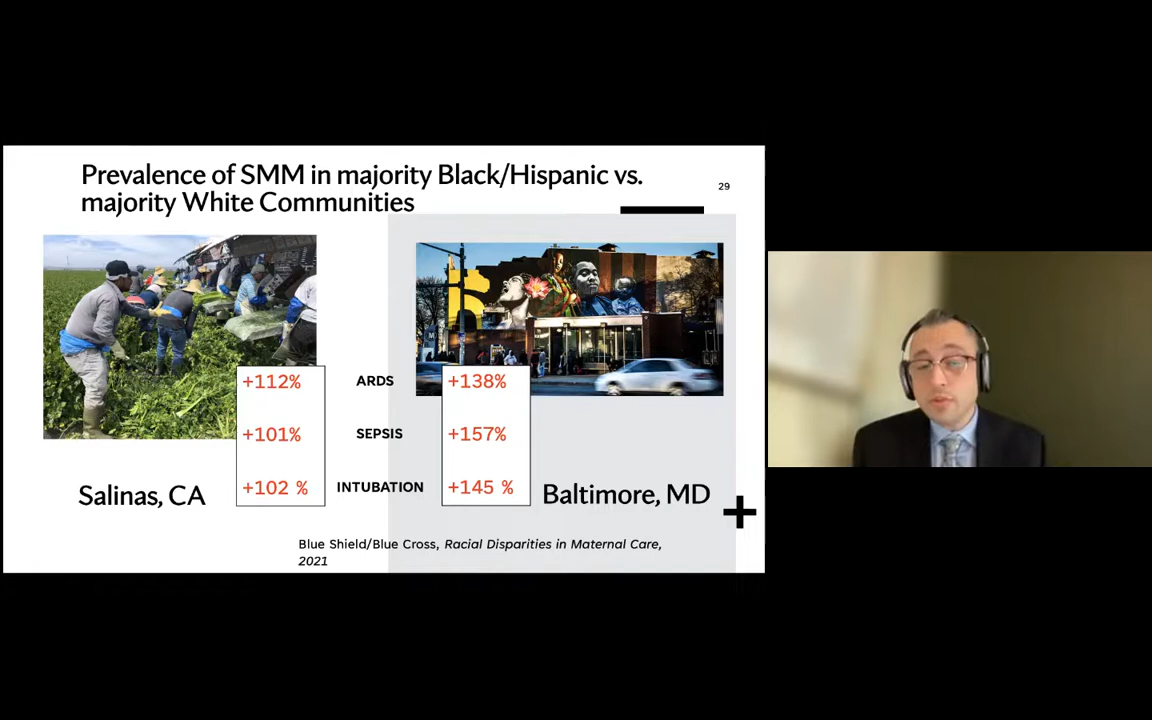 Prevalence of SMM in majority Black/Hispanic vs.
majority White Communities
29
+112%
ARDS
+138%
+101%
SEPSIS
+157%
+102 %
INTUBATION
+145 %
Salinas, CA
Baltimore, MD
Blue Shield/Blue Cross, Racial Disparities in Maternal Care,
2021